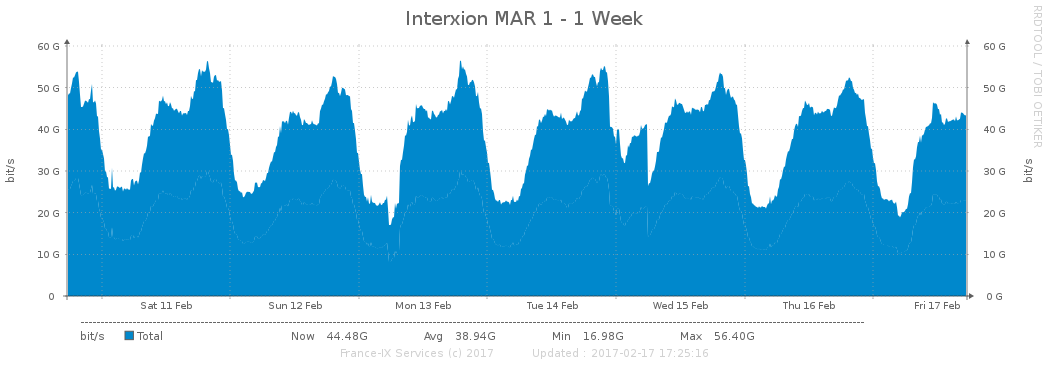 Interxion MAR 1 - 1 Week
RRDTOOL / TOBI OETIKER
60 G 60 G
50 G 50 G
40 G 40 G
30 G 30 G
20 G 20 G
10 G 10 G
0 0 G
bit/s bit/s
Sat 11 Feb Sun 12 Feb Mon 13 Feb Tue 14 Feb Wed 15 Feb Thu 16 Feb Fri 17 Feb
bit/s Total Now 44.48G Avg 38.94G Min 16.98G Max 56.40G
France-IX Services (c) 2017 Updated : 2017-02-17 17:25:16